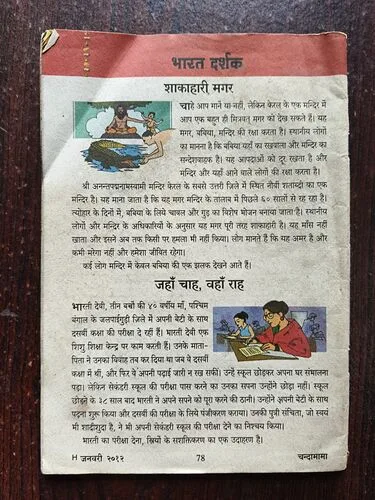 भारत दर्शक
शाकाहारी मगर
चाहे आप मानें या नहीं, लेकिन केरल के एक मन्दिर में
आप एक बहुत ही मित्रवत् मगर को देख सकते हैं। यह
मगर, बबिया, मन्दिर की रक्षा करता है। स्थानीय लोगों
का मानना है कि बबिया यहाँ का रखवाला और मन्दिर का
सन्देशवाहक है। यह आपदाओं को दूर रखता है और
मन्दिर और यहाँ आने वाले लोगों की रक्षा करता है।
श्री अनन्तपद्मनाभस्वामी मन्दिर केरल के सबसे उत्तरी जिले में स्थित नौवीं शताब्दी का एक
मन्दिर है। यह माना जाता है कि यह मगर मन्दिर के तालाब में पिछले ६० सालों से रह रहा है।
त्योहार के दिनों में, बबिया के लिये चावल और गुड़ का विशेष भोजन बनाया जाता है। स्थानीय
लोगों और मन्दिर के अधिकारियों के अनुसार यह मगर पूरी तरह शाकाहारी है। यह माँस नहीं
खाता और इसने अब तक किसी पर हमला भी नहीं किया। लोग मानते हैं कि यह अमर है और
कभी मरेगा नहीं और हमेशा जीवित रहेगा।
कई लोग मन्दिर में केवल बबिया की एक झलक देखने आते हैं।
जहाँ चाह, वहाँ राह
भारती देवी, तीन बच्चों की ४० वर्षीय माँ, पश्चिम
बंगाल के जलपाईगुड़ी जिले में अपनी बेटी के साथ
दसवीं कक्षा की परीक्षा दे रहीं हैं। भारती देवी एक
शिशु शिक्षा केन्द्र पर काम करती हैं। उनके माता-
पिता ने उनका विवाह तब कर दिया था जब वे दसवीं
कक्षा में थीं, और फिर वे अपनी पढ़ाई जारी न रख सकीं। उन्हें स्कूल छोड़कर अपना घर संभालना
पड़ा। लेकिन सेकंडरी स्कूल की परीक्षा पास करने का उनका सपना उन्होंने छोड़ा नहीं। स्कूल
छोड़ने के २८ साल बाद भारती ने अपने सपने को पूरा करने की ठानी। उन्होंने अपनी बेटी के साथ
पढ़ना शुरू किया और दसवीं की परीक्षा के लिये पंजीकरण कराया। उनकी पुत्री संचिता, जो स्वयं
भी शादीशुदा है, ने भी अपनी सेकंडरी स्कूल की परीक्षा देने का निश्चय किया।
भारती का परीक्षा देना, स्त्रियों के सशक्तिकरण का एक उदाहरण है।
H जनवरी २०१२
78
चन्दामामा